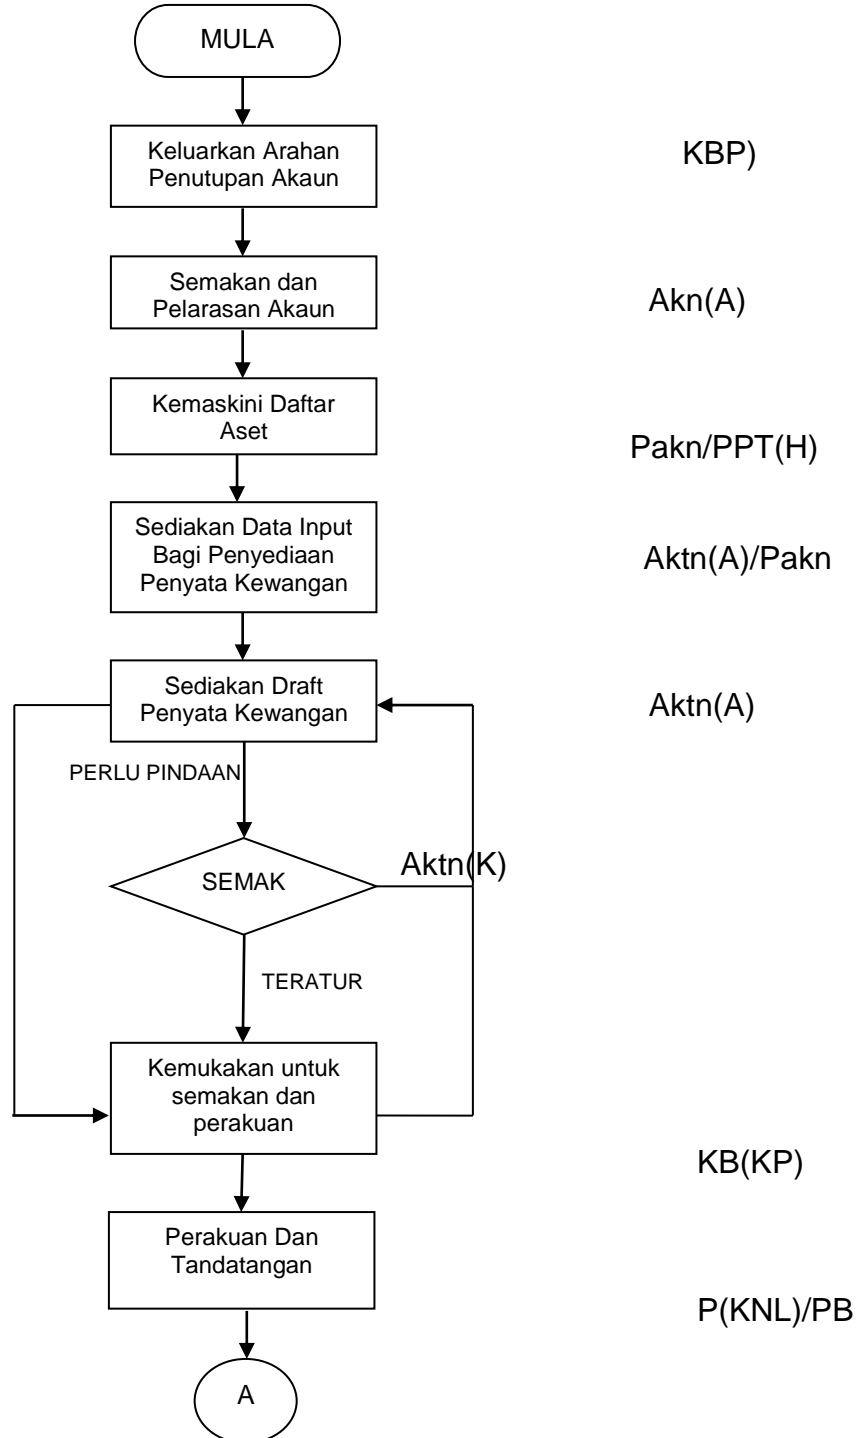 MULA
Keluarkan Arahan
Penutupan Akaun
KBP)
Semakan dan
Pelarasan Akaun
Akn(A)
Kemaskini Daftar
Aset
Pakn/PPT(H)
Sediakan Data Input
Bagi Penyediaan
Penyata Kewangan
Aktn(A)/Pakn
Sediakan Draft
Penyata Kewangan
Aktn(A)
PERLU PINDAAN
SEMAK
Aktn(K)
TERATUR
Kemukakan untuk
semakan dan
perakuan
KB(KP)
Perakuan Dan
Tandatangan
P(KNL)/PB
A